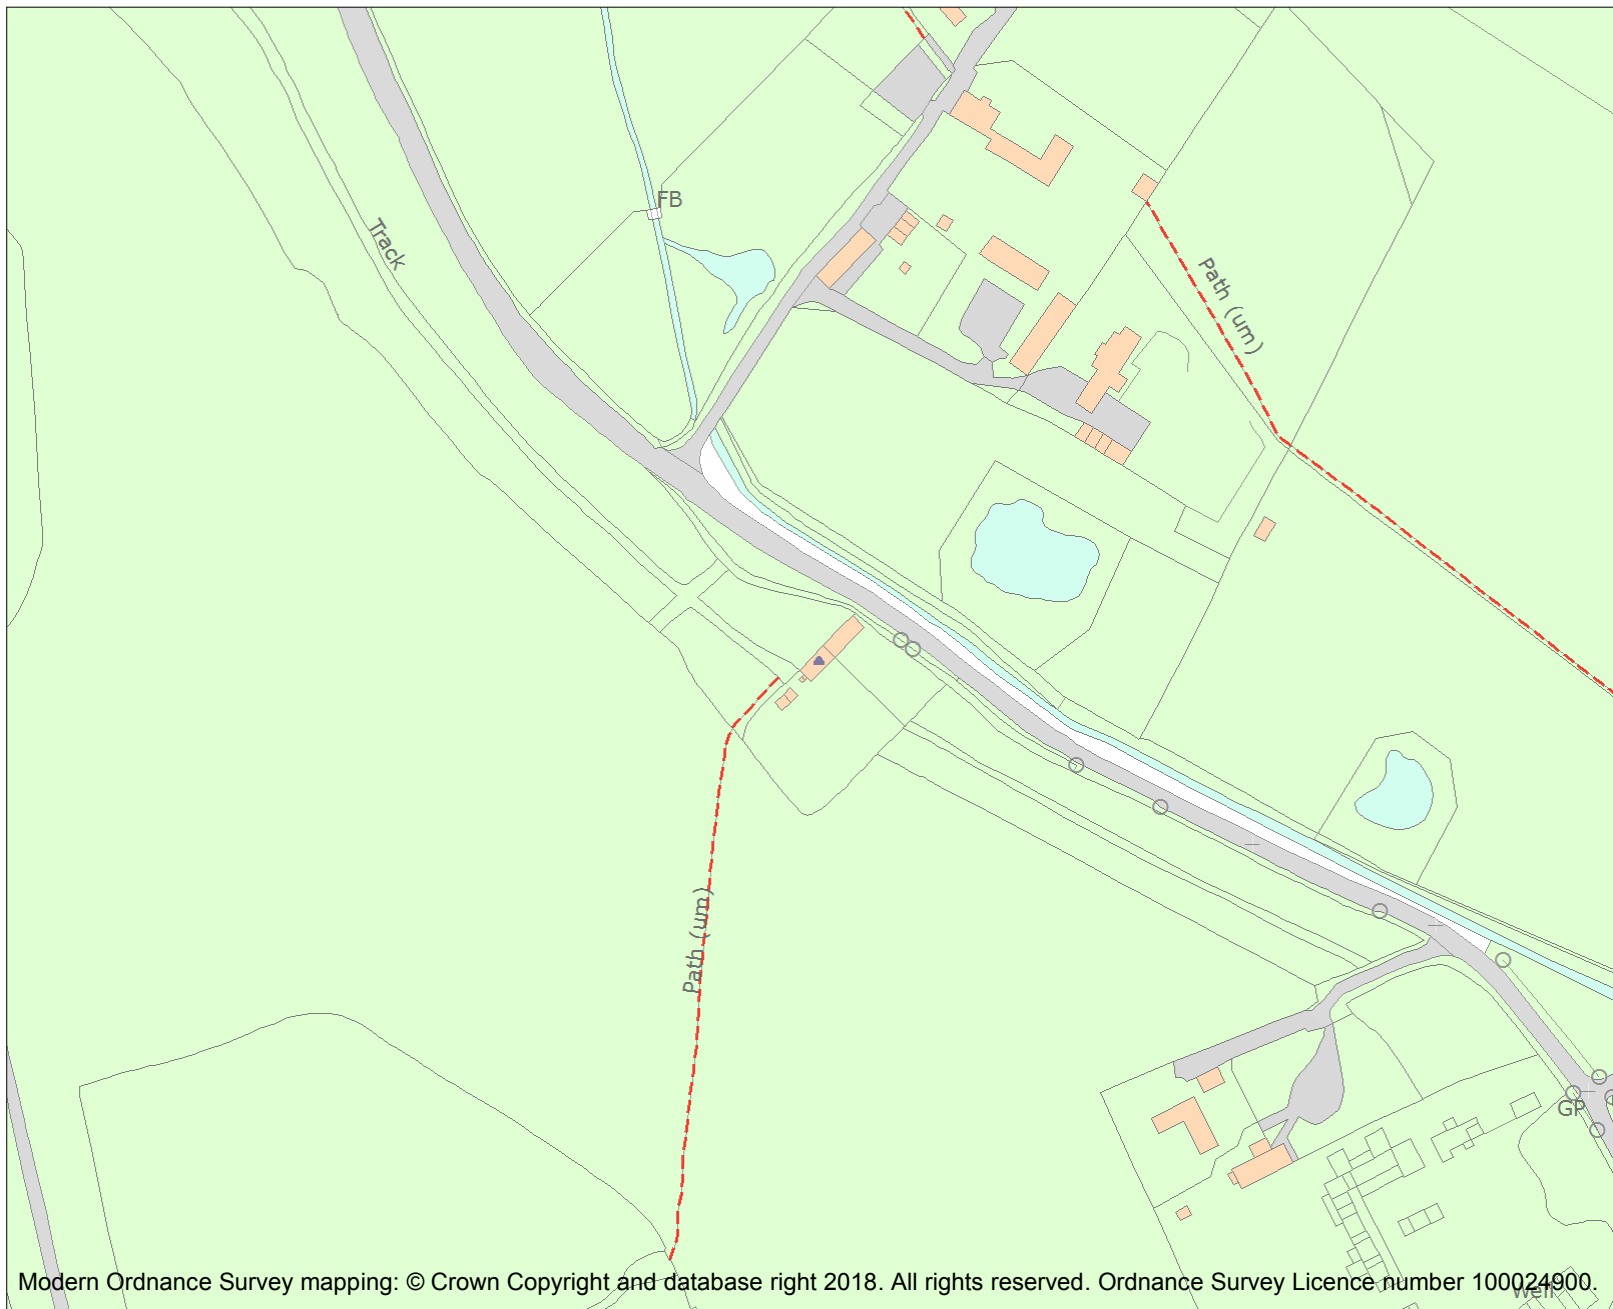 FB
Track
Path (um)
Path (um)
GP
Well
Modern Ordnance Survey mapping: © Crown Copyright and database right 2018. All rights reserved. Ordnance Survey Licence number 100024900.